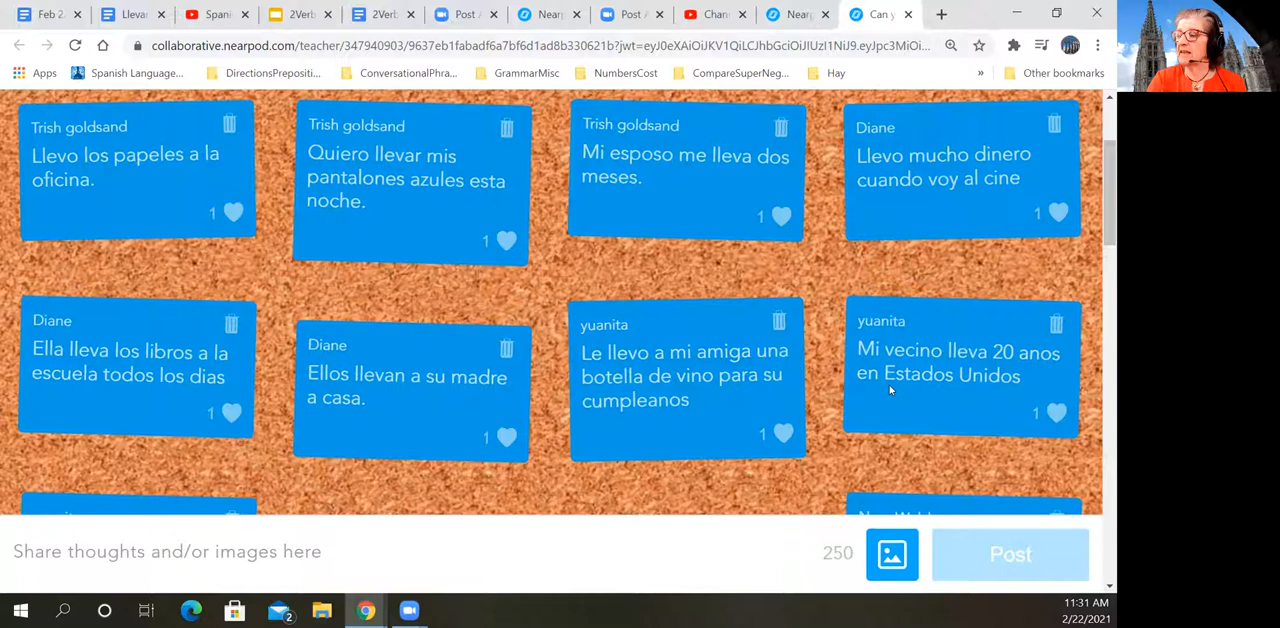 Feb 2
Llevar
Spani
2Verb
2Verb
Post A
Nearp
Post A
Chan
Nearp
Can y
collaborative.nearpod.com/teacher/347940903/9637eb1fabadf6a7bf6d1ad8b330621b?jwt=eyJ0eXAiOiJKV1QiLCJhbGciOiJIUzI1NiJ9.eyJpc3MiOi...
Apps
Spanish Language...
DirectionsPrepositi...
ConversationalPhra...
GrammarMisc
NumbersCost
CompareSuperNeg...
Hay
»
Other bookmarks
Trish goldsand
Llevo los papeles a la
oficina.
1
Trish goldsand
Quiero llevar mis
pantalones azules esta
noche.
1
Trish goldsand
Mi esposo me lleva dos
meses.
1
Diane
Llevo mucho dinero
cuando voy al cine
1
Diane
Ella lleva los libros a la
escuela todos los dias
1
Diane
Ellos llevan a su madre
a casa.
1
yuanita
Le llevo a mi amiga una
botella de vino para su
cumpleanos
1
yuanita
Mi vecino lleva 20 anos
en Estados Unidos
1
Share thoughts and/or images here
250
Post
2
11:31 AM
2/22/2021